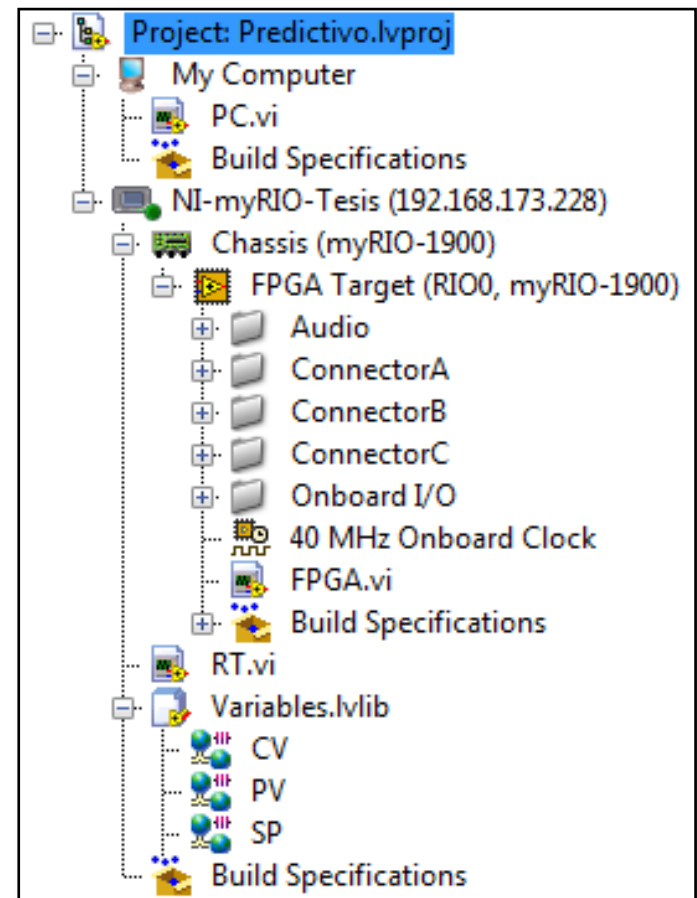 Project: Predictivo.lvproj
My Computer
PC.vi
Build Specifications
NI-myRIO-Tesis (192.168.173.228)
Chassis (myRIO-1900)
FPGA Target (RIO0, myRIO-1900)
Audio
ConnectorA
ConnectorB
ConnectorC
Onboard I/O
40 MHz Onboard Clock
FPGA.vi
Build Specifications
RT.vi
Variables.lvlib
CV
PV
SP
Build Specifications